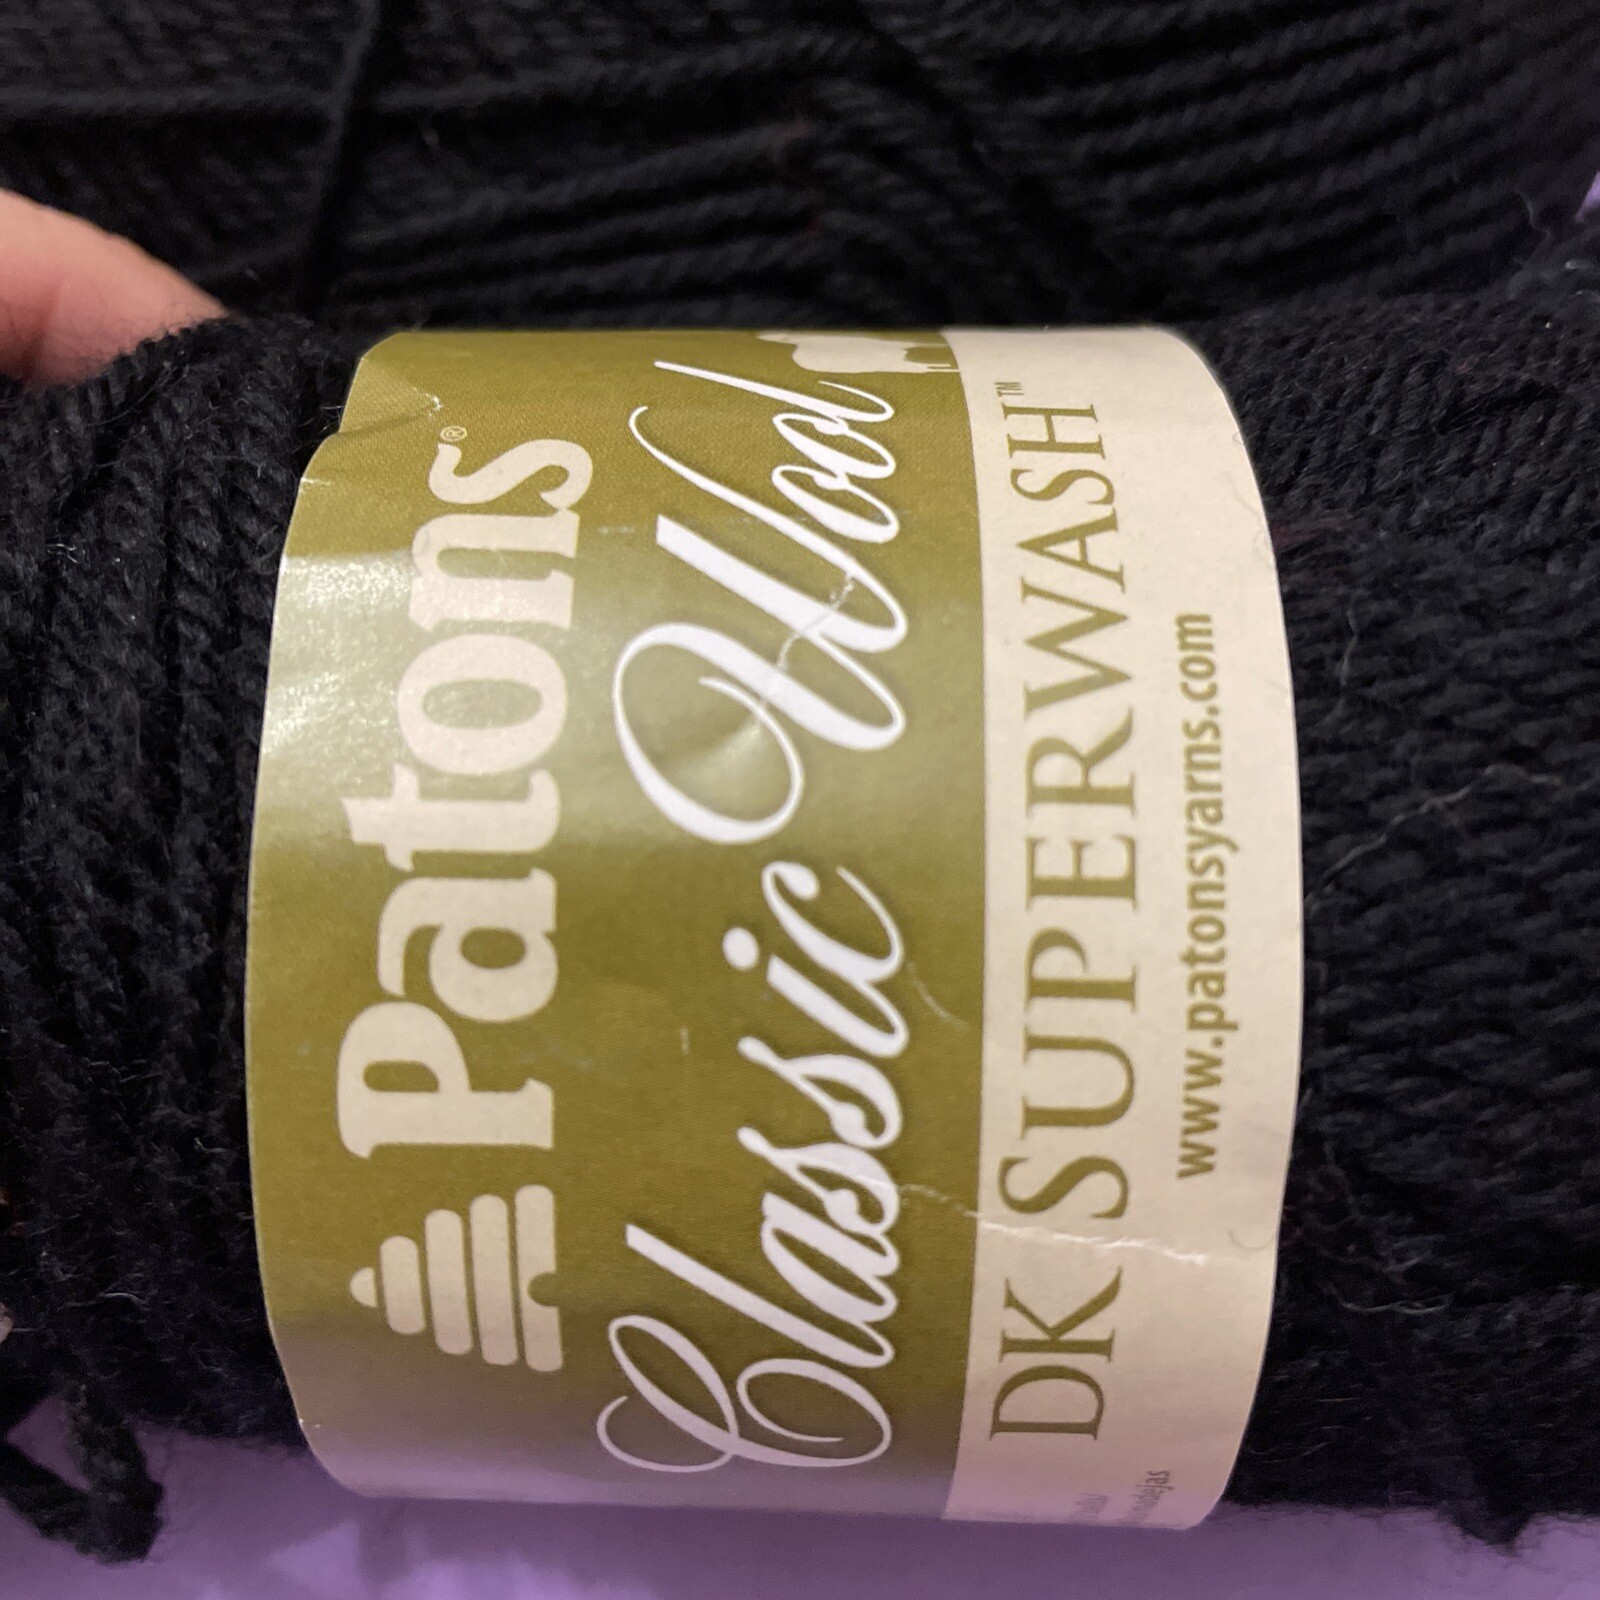 Patons®
Classic Wool
DK SUPERWASH™
www.patonsyarns.com